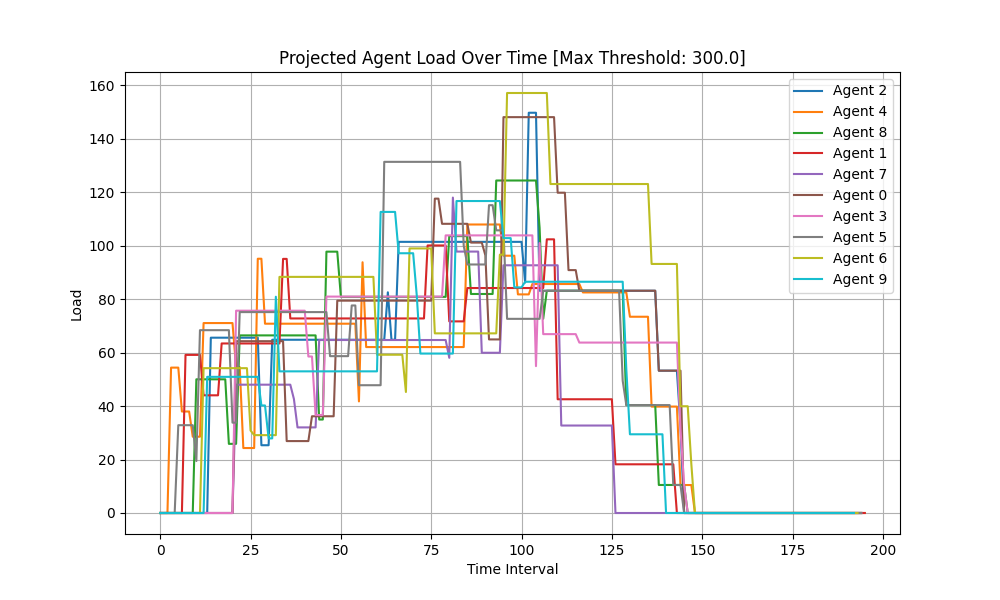 Projected Agent Load Over Time [Max Threshold: 300.0]
160
140
120
100
80
60
40
20
0
Load
0 25 50 75 100 125 150 175 200
Time Interval
Agent 2
Agent 4
Agent 8
Agent 1
Agent 7
Agent 0
Agent 3
Agent 5
Agent 6
Agent 9